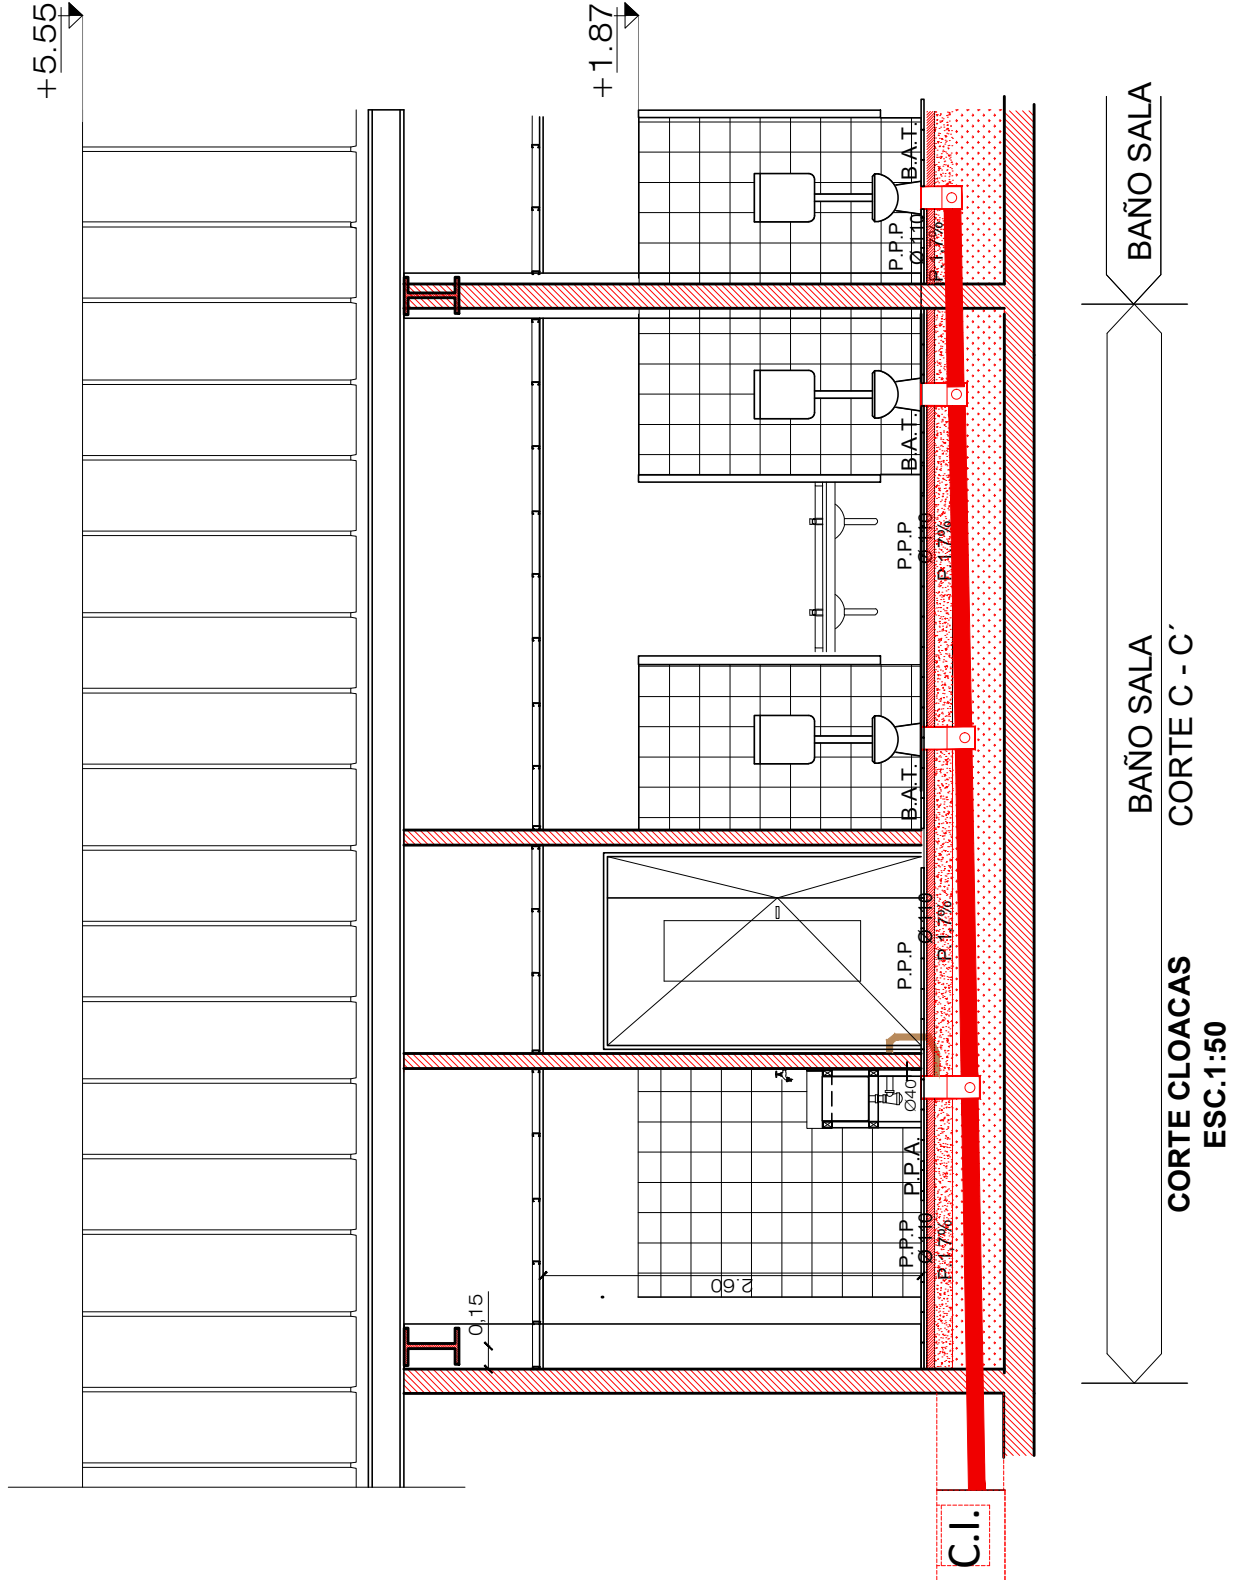 +5.55
+1.87
C.I.
0,15
2.60
P.P.P
Ø 110
P. 1,7%
P.P.A.
Ø40
P.P.P
Ø 110
P. 1,7%
B.A.T.
P.P.P
Ø 110
P. 1,7%
B.A.T.
P.P.P
Ø 110
P. 1,7%
B.A.T.
BAÑO SALA
CORTE C - C´
BAÑO SALA
CORTE CLOACAS
ESC.1:50